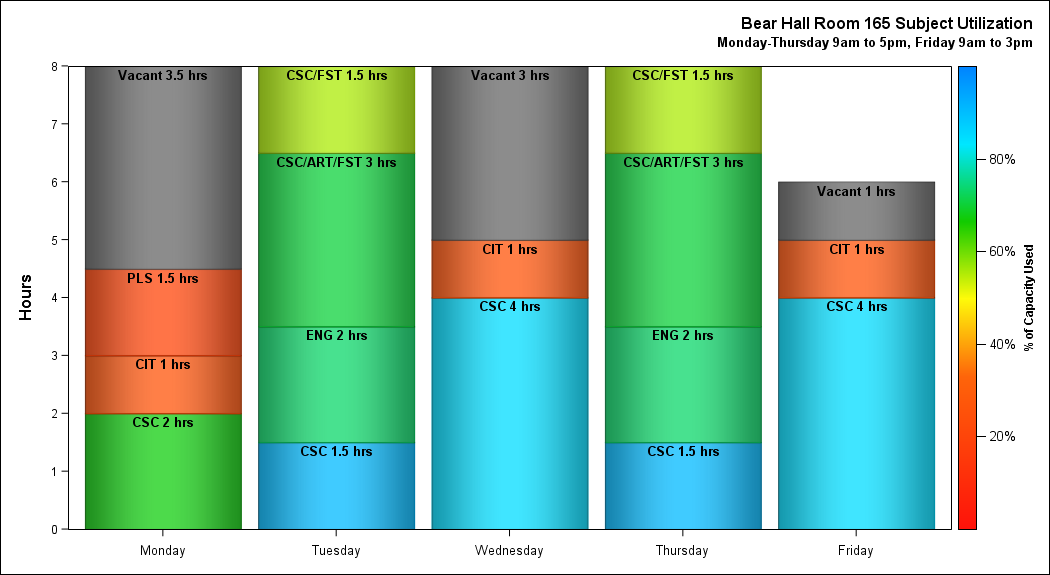 Bear Hall Room 165 Subject Utilization
Monday-Thursday 9am to 5pm, Friday 9am to 3pm
Hours
8
7
6
5
4
3
2
1
0
Vacant 3.5 hrs
PLS 1.5 hrs
CIT 1 hrs
CSC 2 hrs
CSC/FST 1.5 hrs
CSC/ART/FST 3 hrs
ENG 2 hrs
CSC 1.5 hrs
Vacant 3 hrs
CIT 1 hrs
CSC 4 hrs
CSC/FST 1.5 hrs
CSC/ART/FST 3 hrs
ENG 2 hrs
CSC 1.5 hrs
Vacant 1 hrs
CIT 1 hrs
CSC 4 hrs
Monday
Tuesday
Wednesday
Thursday
Friday
80%
60%
40%
20%
% of Capacity Used